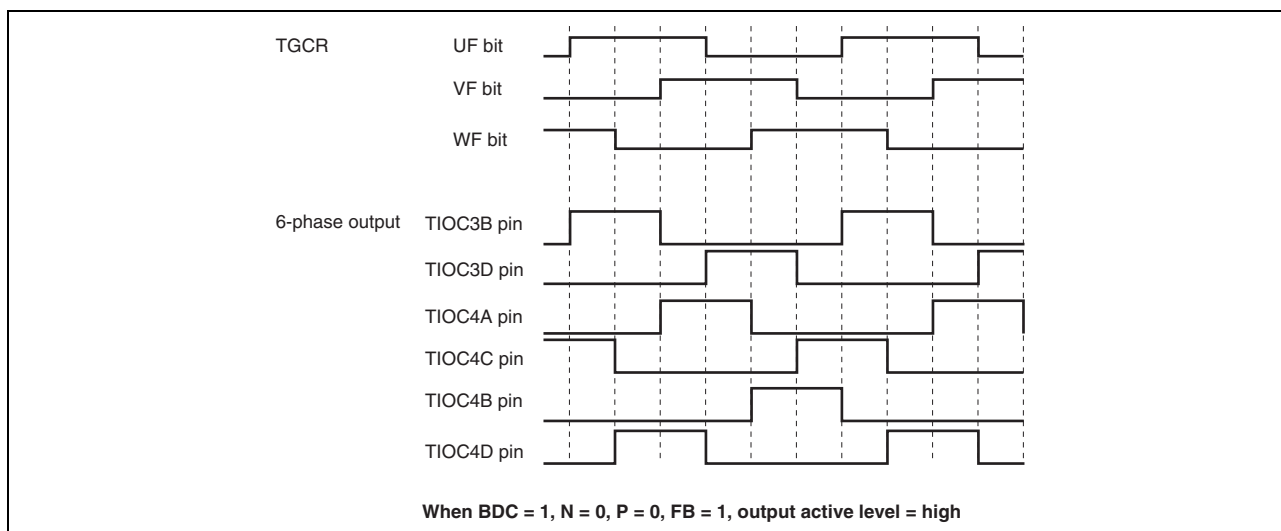 TGCR UF bit
VF bit
WF bit
6-phase output TIOC3B pin
TIOC3D pin
TIOC4A pin
TIOC4C pin
TIOC4B pin
TIOC4D pin
When BDC = 1, N = 0, P = 0, FB = 1, output active level = high